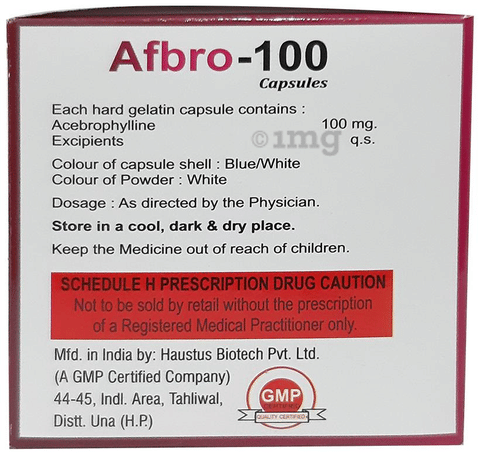 Afbro-100
Capsules
Each hard gelatin capsule contains :
Acebrophylline 100 mg.
Excipients q.s.
©1mg
Colour of capsule shell : Blue/White
Colour of Powder : White
Dosage : As directed by the Physician.
Store in a cool, dark & dry place.
Keep the Medicine out of reach of children.
SCHEDULE H PRESCRIPTION DRUG CAUTION
Not to be sold by retail without the prescription
of a Registered Medical Practitioner only.
Mfd. in India by: Haustus Biotech Pvt. Ltd.
(A GMP Certified Company)
44-45, Indl. Area, Tahliwal,
Distt. Una (H.P.)
GMP
CERTIFIED
QUALITY CERTIFIED